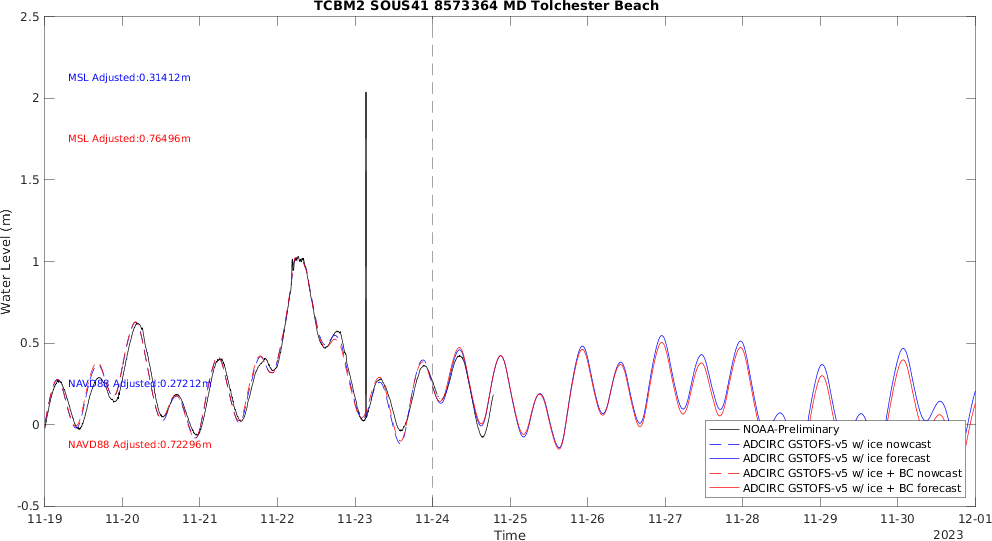 TCBM2 SOUS41 8573364 MD Tolchester Beach
2.5
2
1.5
1
0.5
0
-0.5
Water Level (m)
MSL Adjusted:0.31412m
MSL Adjusted:0.76496m
NAVD88 Adjusted:0.27212m
NAVD88 Adjusted:0.72296m
NOAA-Preliminary
ADCIRC GSTOFS-v5 w/ ice nowcast
ADCIRC GSTOFS-v5 w/ ice forecast
ADCIRC GSTOFS-v5 w/ ice + BC nowcast
ADCIRC GSTOFS-v5 w/ ice + BC forecast
11-19 11-20 11-21 11-22 11-23 11-24 11-25 11-26 11-27 11-28 11-29 11-30 12-01
Time
2023